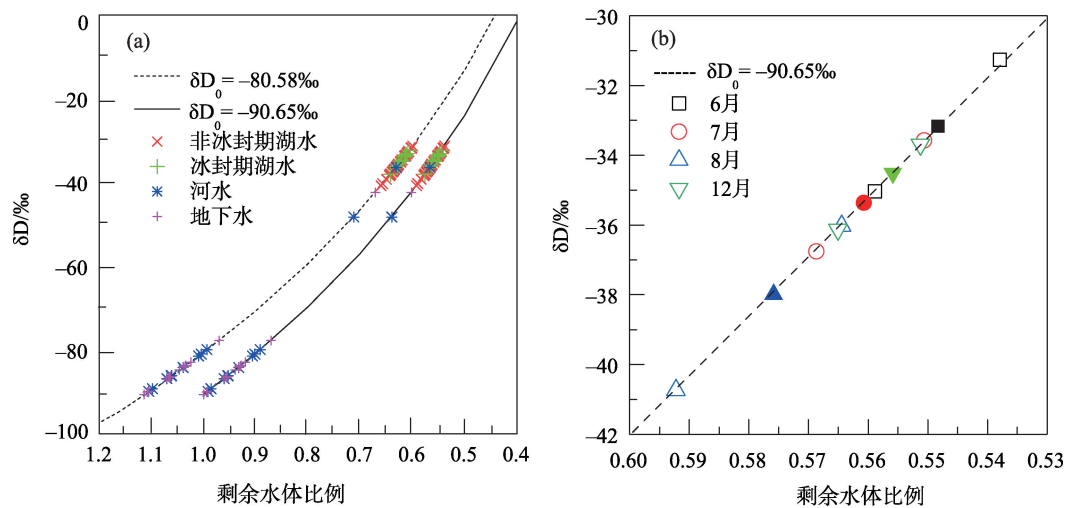 (a)
δD₀ = –80.58‰
δD₀ = –90.65‰
非冰封期湖水
冰封期湖水
河水
地下水
δD/‰
0
–20
–40
–60
–80
–100
1.2 1.1 1.0 0.9 0.8 0.7 0.6 0.5 0.4
剩余水体比例
(b)
δD₀ = –90.65‰
6月
7月
8月
12月
δD/‰
–30
–32
–34
–36
–38
–40
–42
0.60 0.59 0.58 0.57 0.56 0.55 0.54 0.53
剩余水体比例